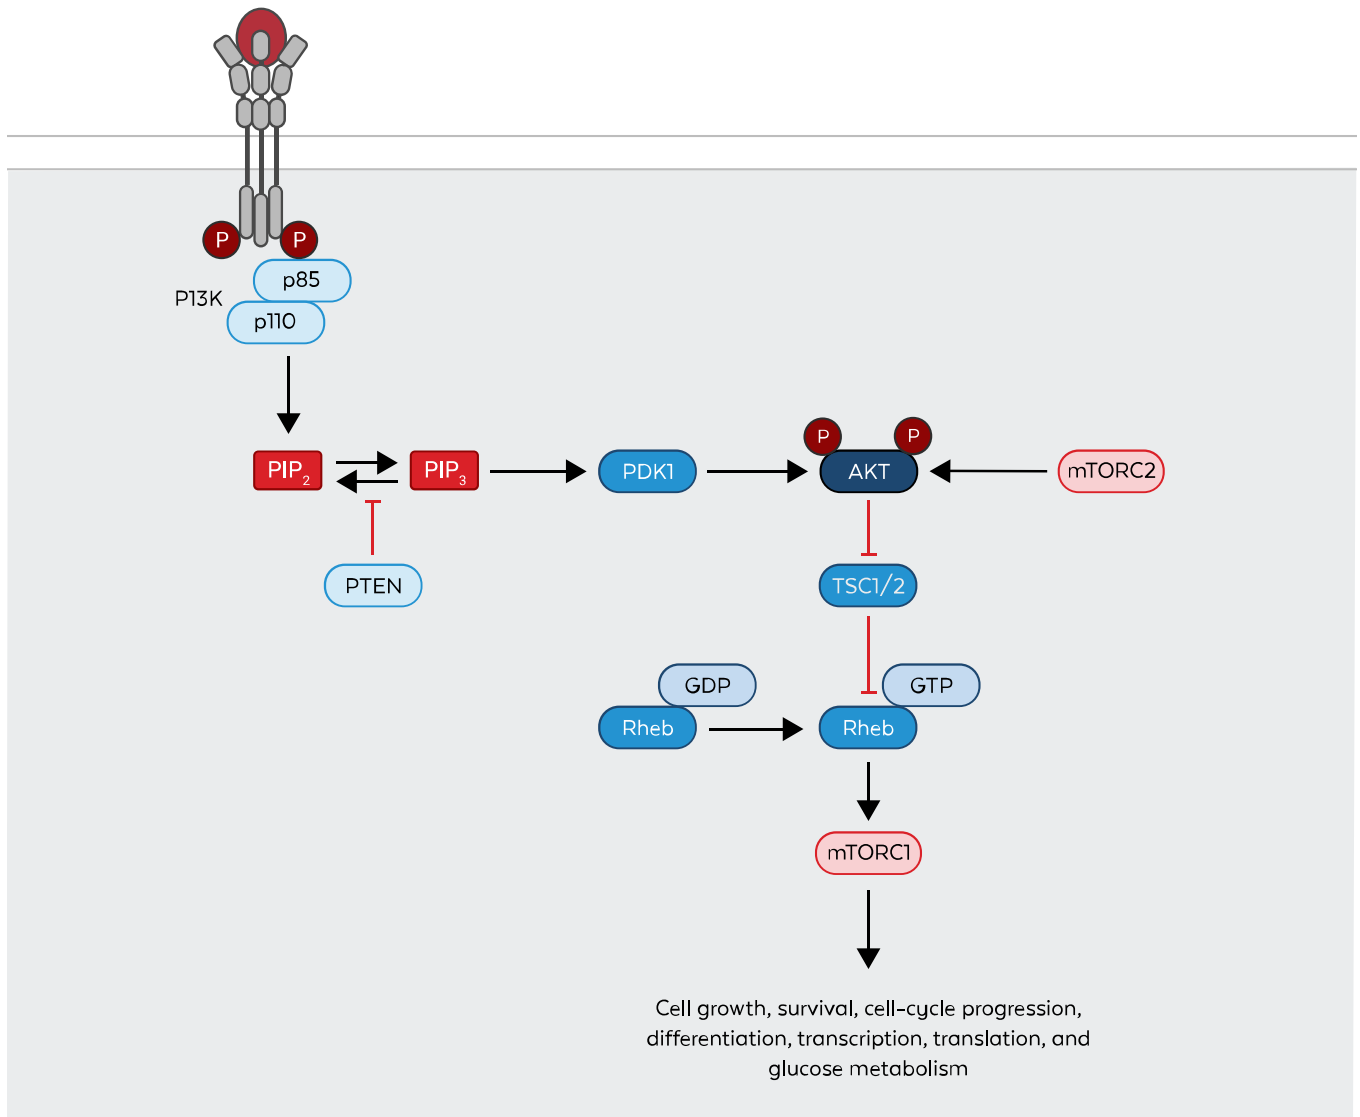 P
P
p85
P13K
p110
P
P
PIP2
PIP3
PDK1
AKT
mTORC2
PTEN
TSC1/2
GDP
GTP
Rheb
Rheb
mTORC1
Cell growth, survival, cell-cycle progression,
differentiation, transcription, translation, and
glucose metabolism